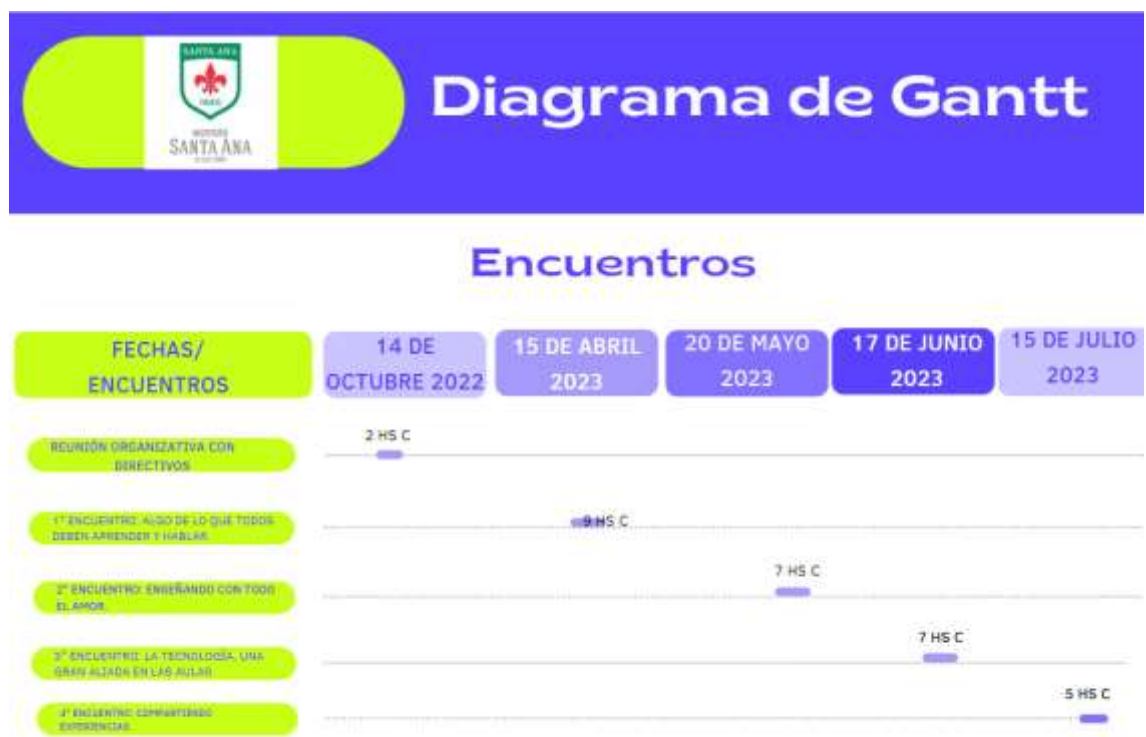 SANTA ANA
INSTITUTO
SANTA ANA
Diagrama de Gantt
Encuentros
FECHAS/
ENCUENTROS
14 DE
OCTUBRE 2022
15 DE ABRIL
2023
20 DE MAYO
2023
17 DE JUNIO
2023
15 DE JULIO
2023
REUNIÓN ORGANIZATIVA CON
DIRECTIVOS
2 HS C
1° ENCUENTRO: ALGO DE LO QUE TODOS
DEBEN APRENDER Y HABLAR.
9 HS C
2° ENCUENTRO: ENSEÑANDO CON TODO
EL AMOR.
7 HS C
3° ENCUENTRO: LA TECNOLOGÍA, UNA
GRAN ALIADA EN LAS AULAS
7 HS C
4° ENCUENTRO: COMPARTIENDO
EXPERIENCIAS
5 HS C